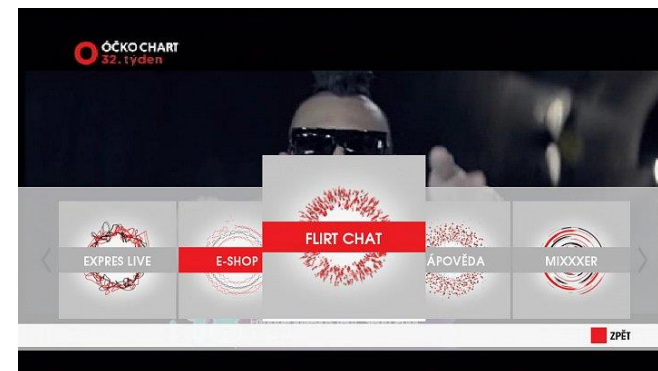 ÓČKO CHART
32. týden
EXPRES LIVE
E-SHOP
FLIRT CHAT
ÁPOVĚDA
MIXXXER
ZPĚT